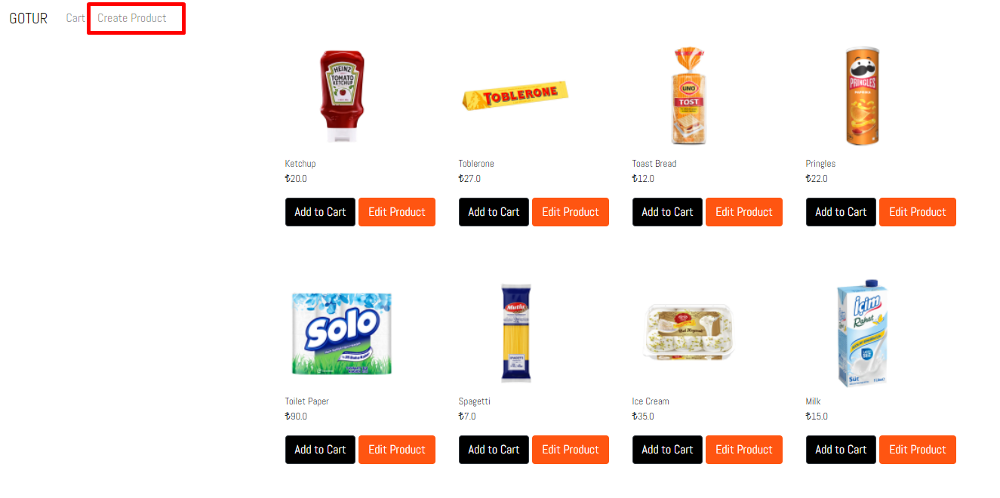 GOTUR Cart Create Product
HEINZ
TOMATO
KETCHUP
TOBLERONE
UNO
TOST
PRINGLES
Ketchup Toblerone Toast Bread Pringles
₺20.0 ₺27.0 ₺12.0 ₺22.0
Add to Cart Edit Product Add to Cart Edit Product Add to Cart Edit Product Add to Cart Edit Product
Solo
Mutlu
SPAGETTI
içim
Rahat
Süt
Toilet Paper Spagetti Ice Cream Milk
₺90.0 ₺7.0 ₺35.0 ₺15.0
Add to Cart Edit Product Add to Cart Edit Product Add to Cart Edit Product Add to Cart Edit Product